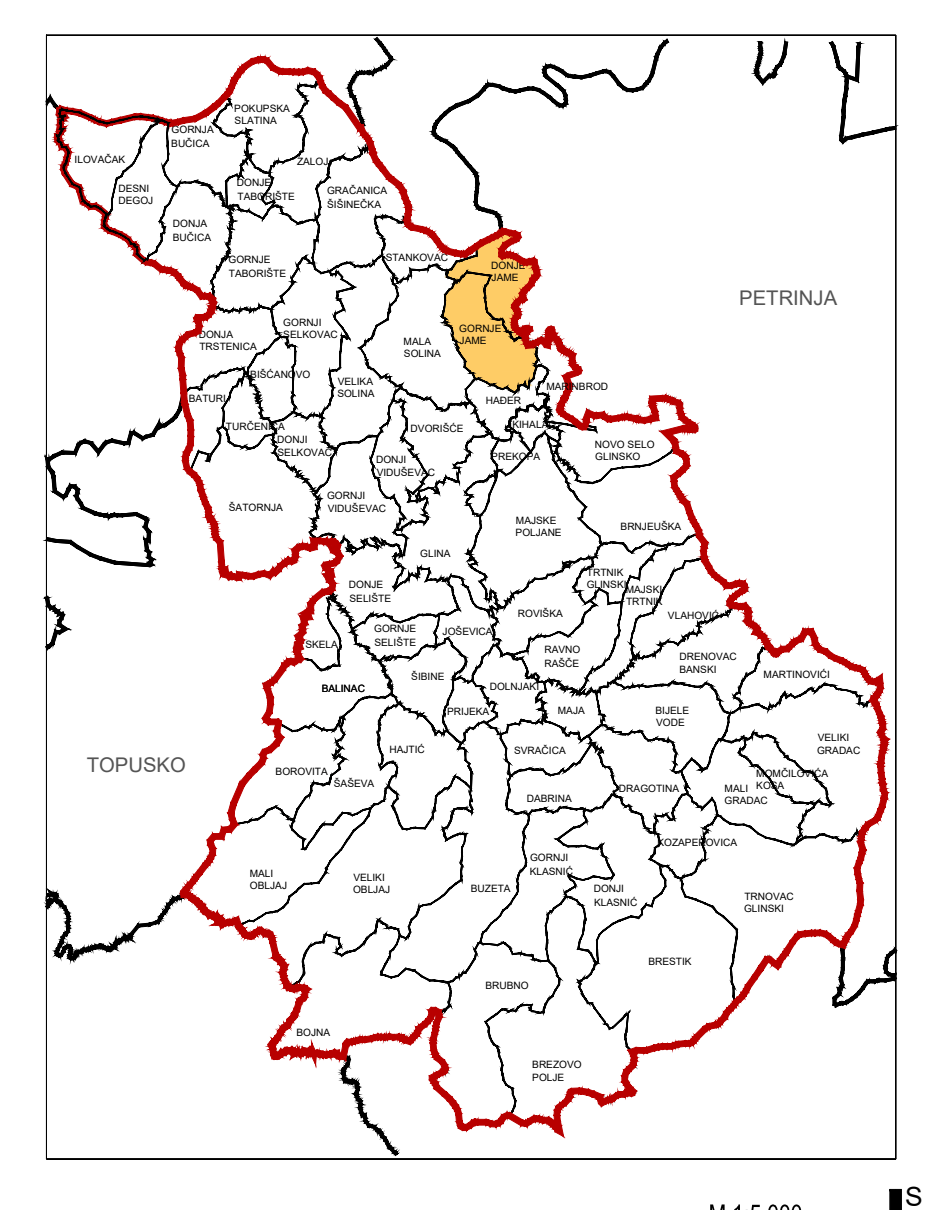 POKUPSKA
SLATINA
GORNJA
BUČICA
ILOVAČAK
ZALOJ
DESNI
DEGOJ
DONJE
TABORIŠTE
GRAČANICA
ŠIŠINEČKA
DONJA
BUČICA
STANKOVAC
GORNJE
TABORIŠTE
DONJE
JAME
PETRINJA
GORNJI
SELKOVAC
GORNJE
JAME
DONJA
TRSTENICA
MALA
SOLINA
BIŠĆANOVO
VELIKA
SOLINA
MARINBROD
BATURI
HAĐER
TURČENICA
DVORIŠĆE
KIHALAC
DONJI
SELKOVAC
NOVO SELO
GLINSKO
PREKOPA
DONJI
VIDUŠEVAC
GORNJI
VIDUŠEVAC
ŠATORNJA
MAJSKE
POLJANE
BRNJEUŠKA
GLINA
TRTNIK
GLINSKI
DONJE
SELIŠTE
MAJSKI
TRTNIK
ROVIŠKA
VLAHOVIĆ
GORNJE
SELIŠTE
JOŠEVICA
SKELA
RAVNO
RAŠČE
DRENOVAC
BANSKI
ŠIBINE
MARTINOVIĆI
BALINAC
DOLNJAKI
PRIJEKA
MAJA
BIJELE
VODE
VELIKI
GRADAC
HAJTIĆ
SVRAČICA
TOPUSKO
BOROVITA
ŠAŠEVA
MOMČILOVIĆA
KOSA
DRAGOTINA
MALI
GRADAC
DABRINA
KOZAPEROVICA
GORNJI
KLASNIĆ
MALI
OBLJAJ
VELIKI
OBLJAJ
BUZETA
DONJI
KLASNIĆ
TRNOVAC
GLINSKI
BRESTIK
BRUBNO
BOJNA
BREZOVO
POLJE
S
M 1:5 000